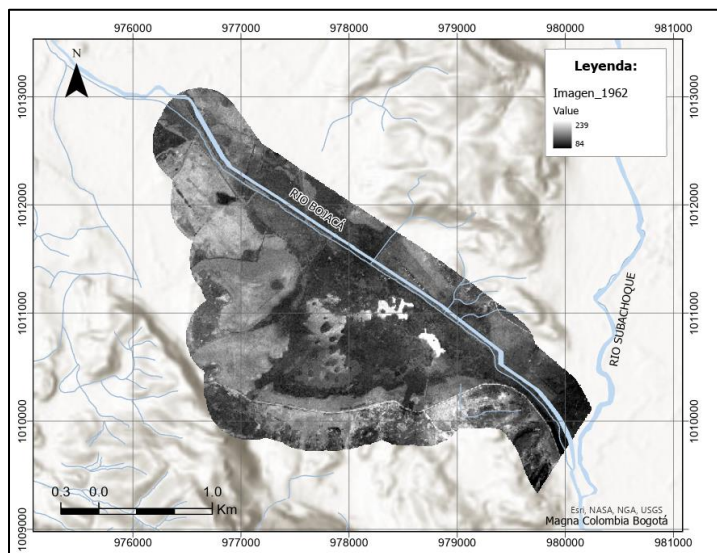 976000 977000 978000 979000 980000 981000
N
Leyenda:
Imagen_1962
Value
239
84
1013000
1013000
1012000
1012000
RIO BOJACÁ
1011000
1011000
RIO SUBACHOQUE
1010000
1010000
0.3 0.0 1.0
Km
Esri, NASA, NGA, USGS
Magna Colombia Bogotá
1009000
1009000
976000 977000 978000 979000 980000 981000